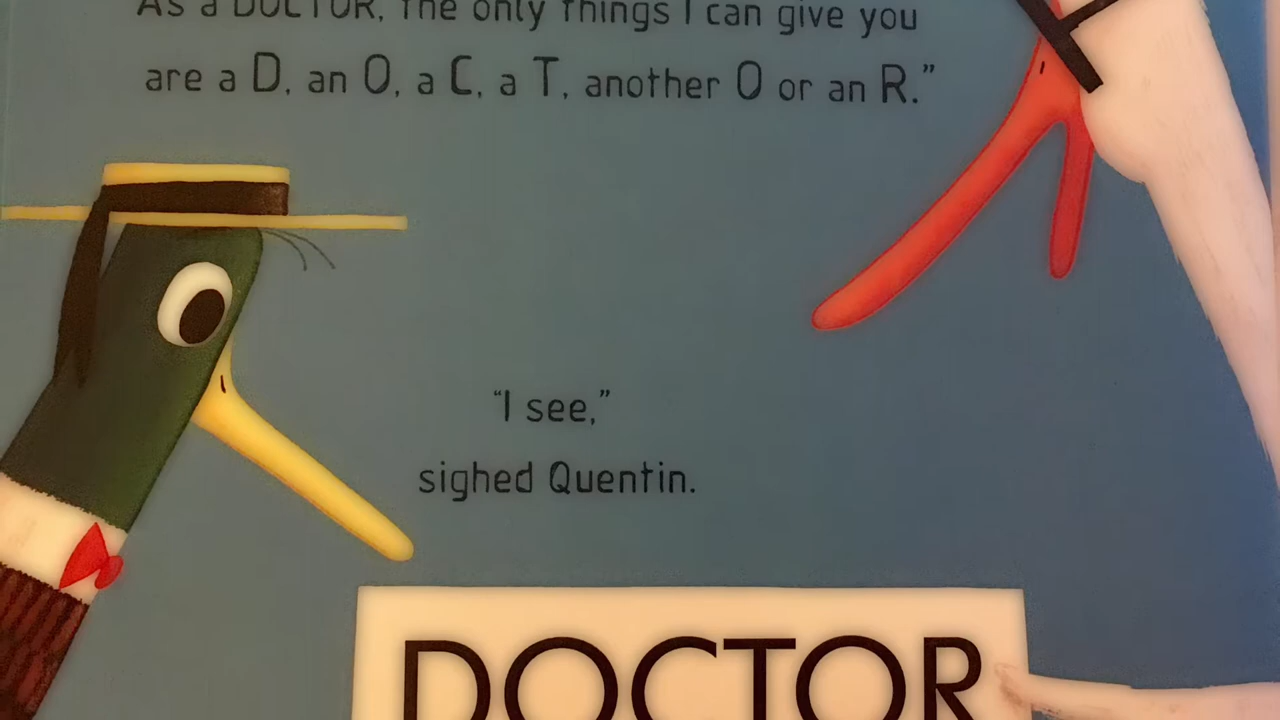 As a DOCTOR, the only things I can give you
are a D, an O, a C, a T, another O or an R.”
“I see,”
sighed Quentin.
DOCTOR